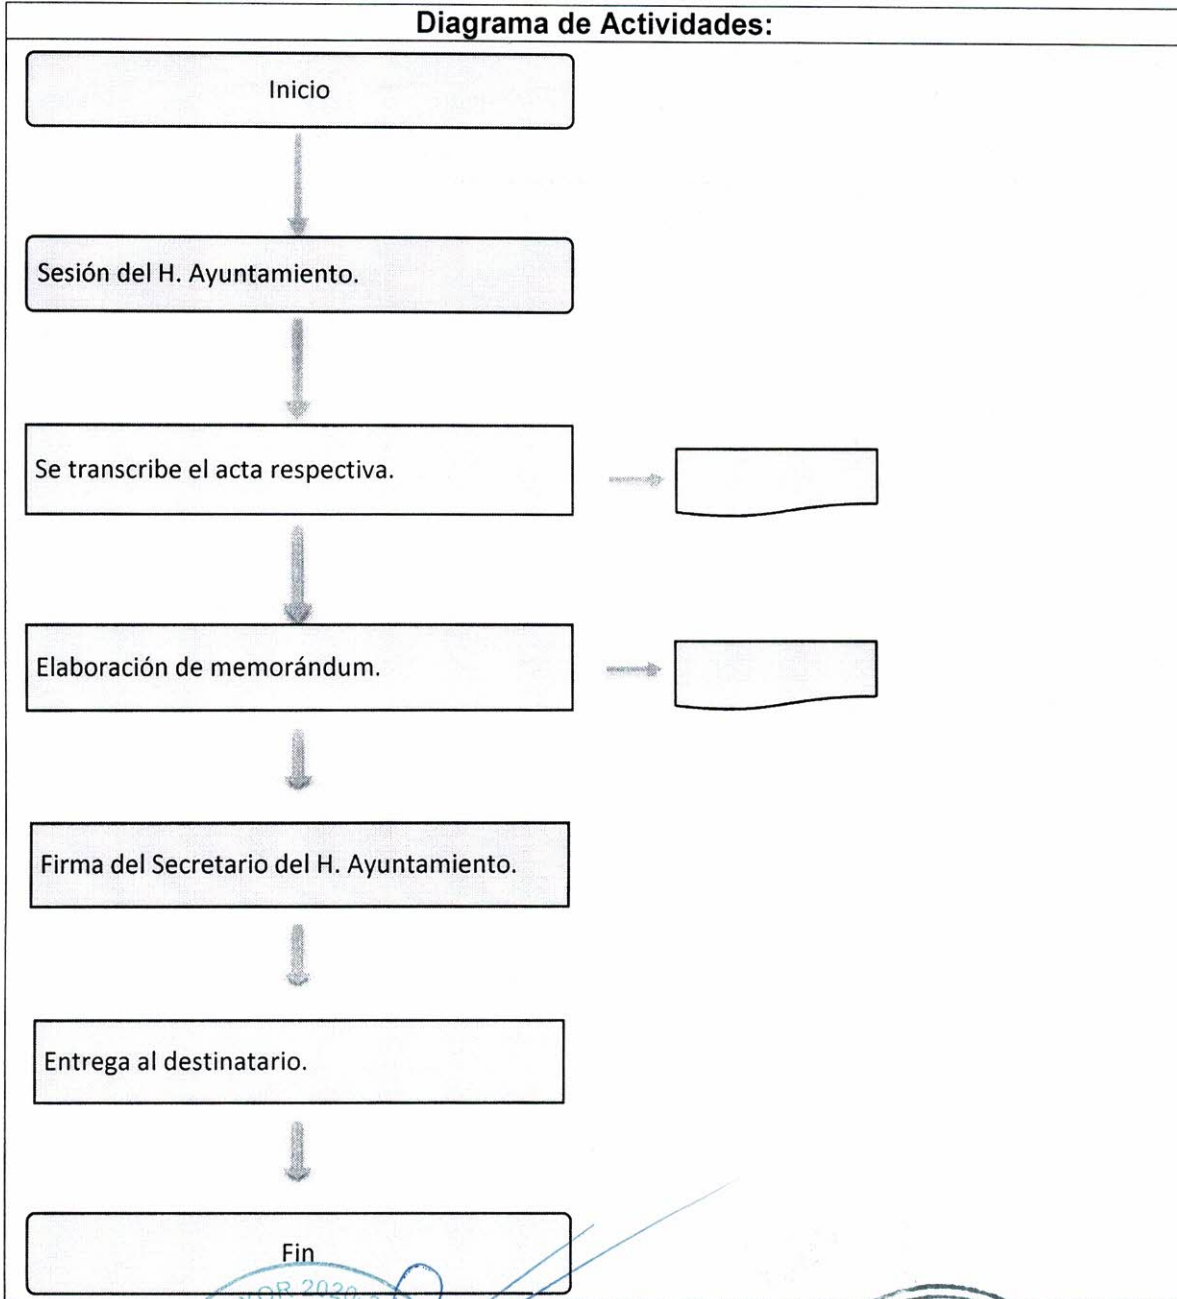 Diagrama de Actividades:
Inicio
Sesión del H. Ayuntamiento.
Se transcribe el acta respectiva.
Elaboración de memorándum.
Firma del Secretario del H. Ayuntamiento.
Entrega al destinatario.
Fin
2020